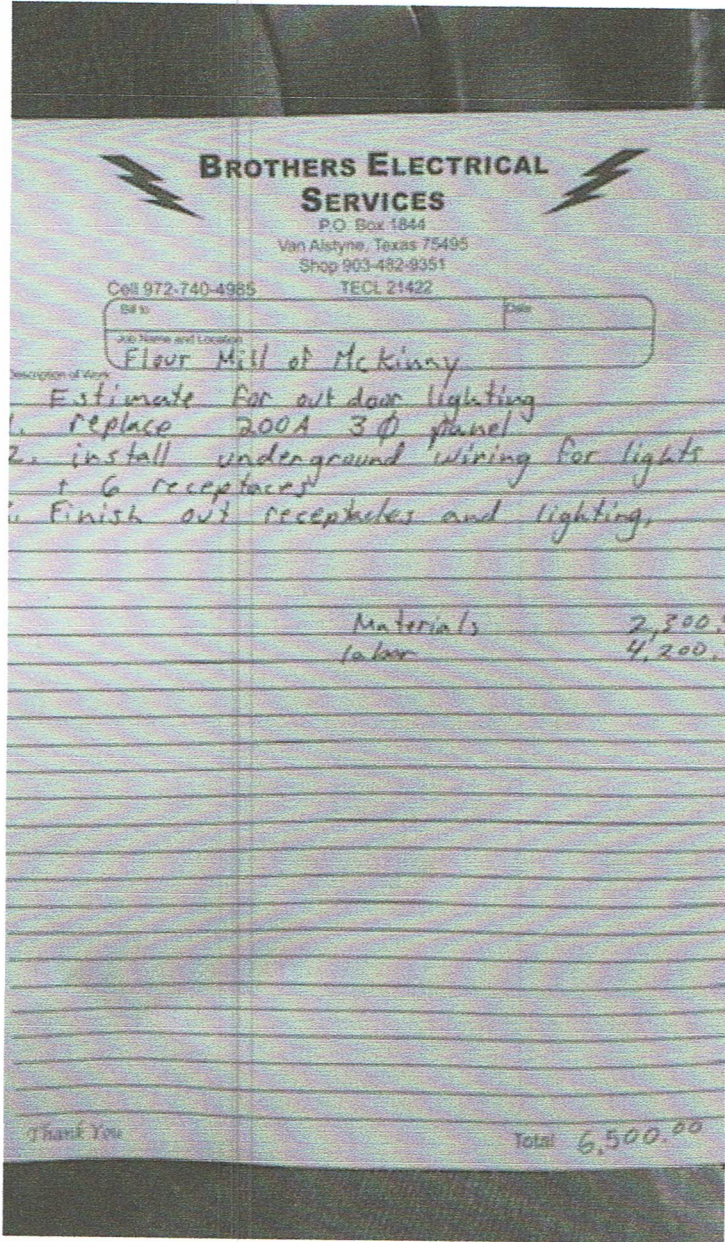 BROTHERS ELECTRICAL
SERVICES
P.O. Box 1844
Van Alstyne, Texas 75495
Shop 903-482-9351
Cell 972-740-4985 TECL 21422
Bill to Date
Job Name and Location
Flour Mill of McKinny
Description of Work
Estimate for out door lighting
1. replace 200A 3Ø panel
2. install underground wiring for lights
+ 6 receptaces
. Finish out receptacles and lighting,
Materials 2,300.
labor 4,200.
Thank You Total 6,500.00